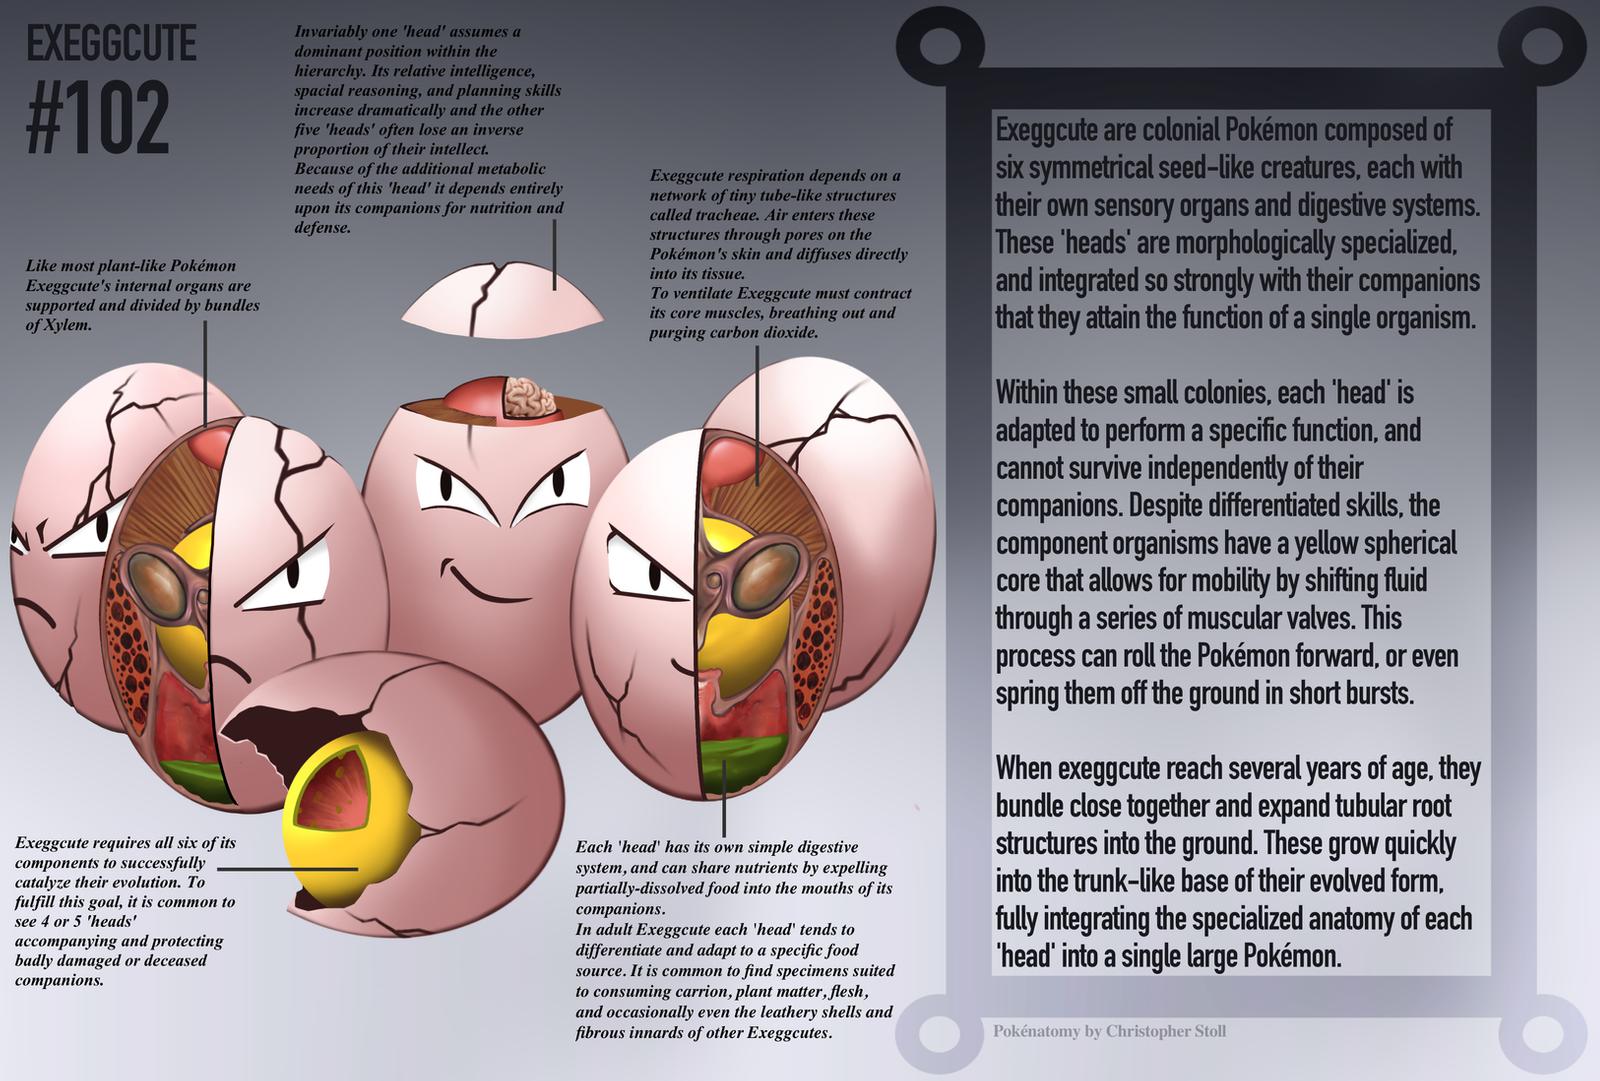 EXEGGCUTE
#102
Invariably one 'head' assumes a
dominant position within the
hierarchy. Its relative intelligence,
spacial reasoning, and planning skills
increase dramatically and the other
five 'heads' often lose an inverse
proportion of their intellect.
Because of the additional metabolic
needs of this 'head' it depends entirely
upon its companions for nutrition and
defense.
Exeggcute respiration depends on a
network of tiny tube-like structures
called tracheae. Air enters these
structures through pores on the
Pokémon's skin and diffuses directly
into its tissue.
To ventilate Exeggcute must contract
its core muscles, breathing out and
purging carbon dioxide.
Like most plant-like Pokémon
Exeggcute's internal organs are
supported and divided by bundles
of Xylem.
Exeggcute requires all six of its
components to successfully
catalyze their evolution. To
fulfill this goal, it is common to
see 4 or 5 'heads'
accompanying and protecting
badly damaged or deceased
companions.
Each 'head' has its own simple digestive
system, and can share nutrients by expelling
partially-dissolved food into the mouths of its
companions.
In adult Exeggcute each 'head' tends to
differentiate and adapt to a specific food
source. It is common to find specimens suited
to consuming carrion, plant matter, flesh,
and occasionally even the leathery shells and
fibrous innards of other Exeggcutes.
Exeggcute are colonial Pokémon composed of
six symmetrical seed-like creatures, each with
their own sensory organs and digestive systems.
These 'heads' are morphologically specialized,
and integrated so strongly with their companions
that they attain the function of a single organism.
Within these small colonies, each 'head' is
adapted to perform a specific function, and
cannot survive independently of their
companions. Despite differentiated skills, the
component organisms have a yellow spherical
core that allows for mobility by shifting fluid
through a series of muscular valves. This
process can roll the Pokémon forward, or even
spring them off the ground in short bursts.
When exeggcute reach several years of age, they
bundle close together and expand tubular root
structures into the ground. These grow quickly
into the trunk-like base of their evolved form,
fully integrating the specialized anatomy of each
'head' into a single large Pokémon.
Pokénatomy by Christopher Stoll